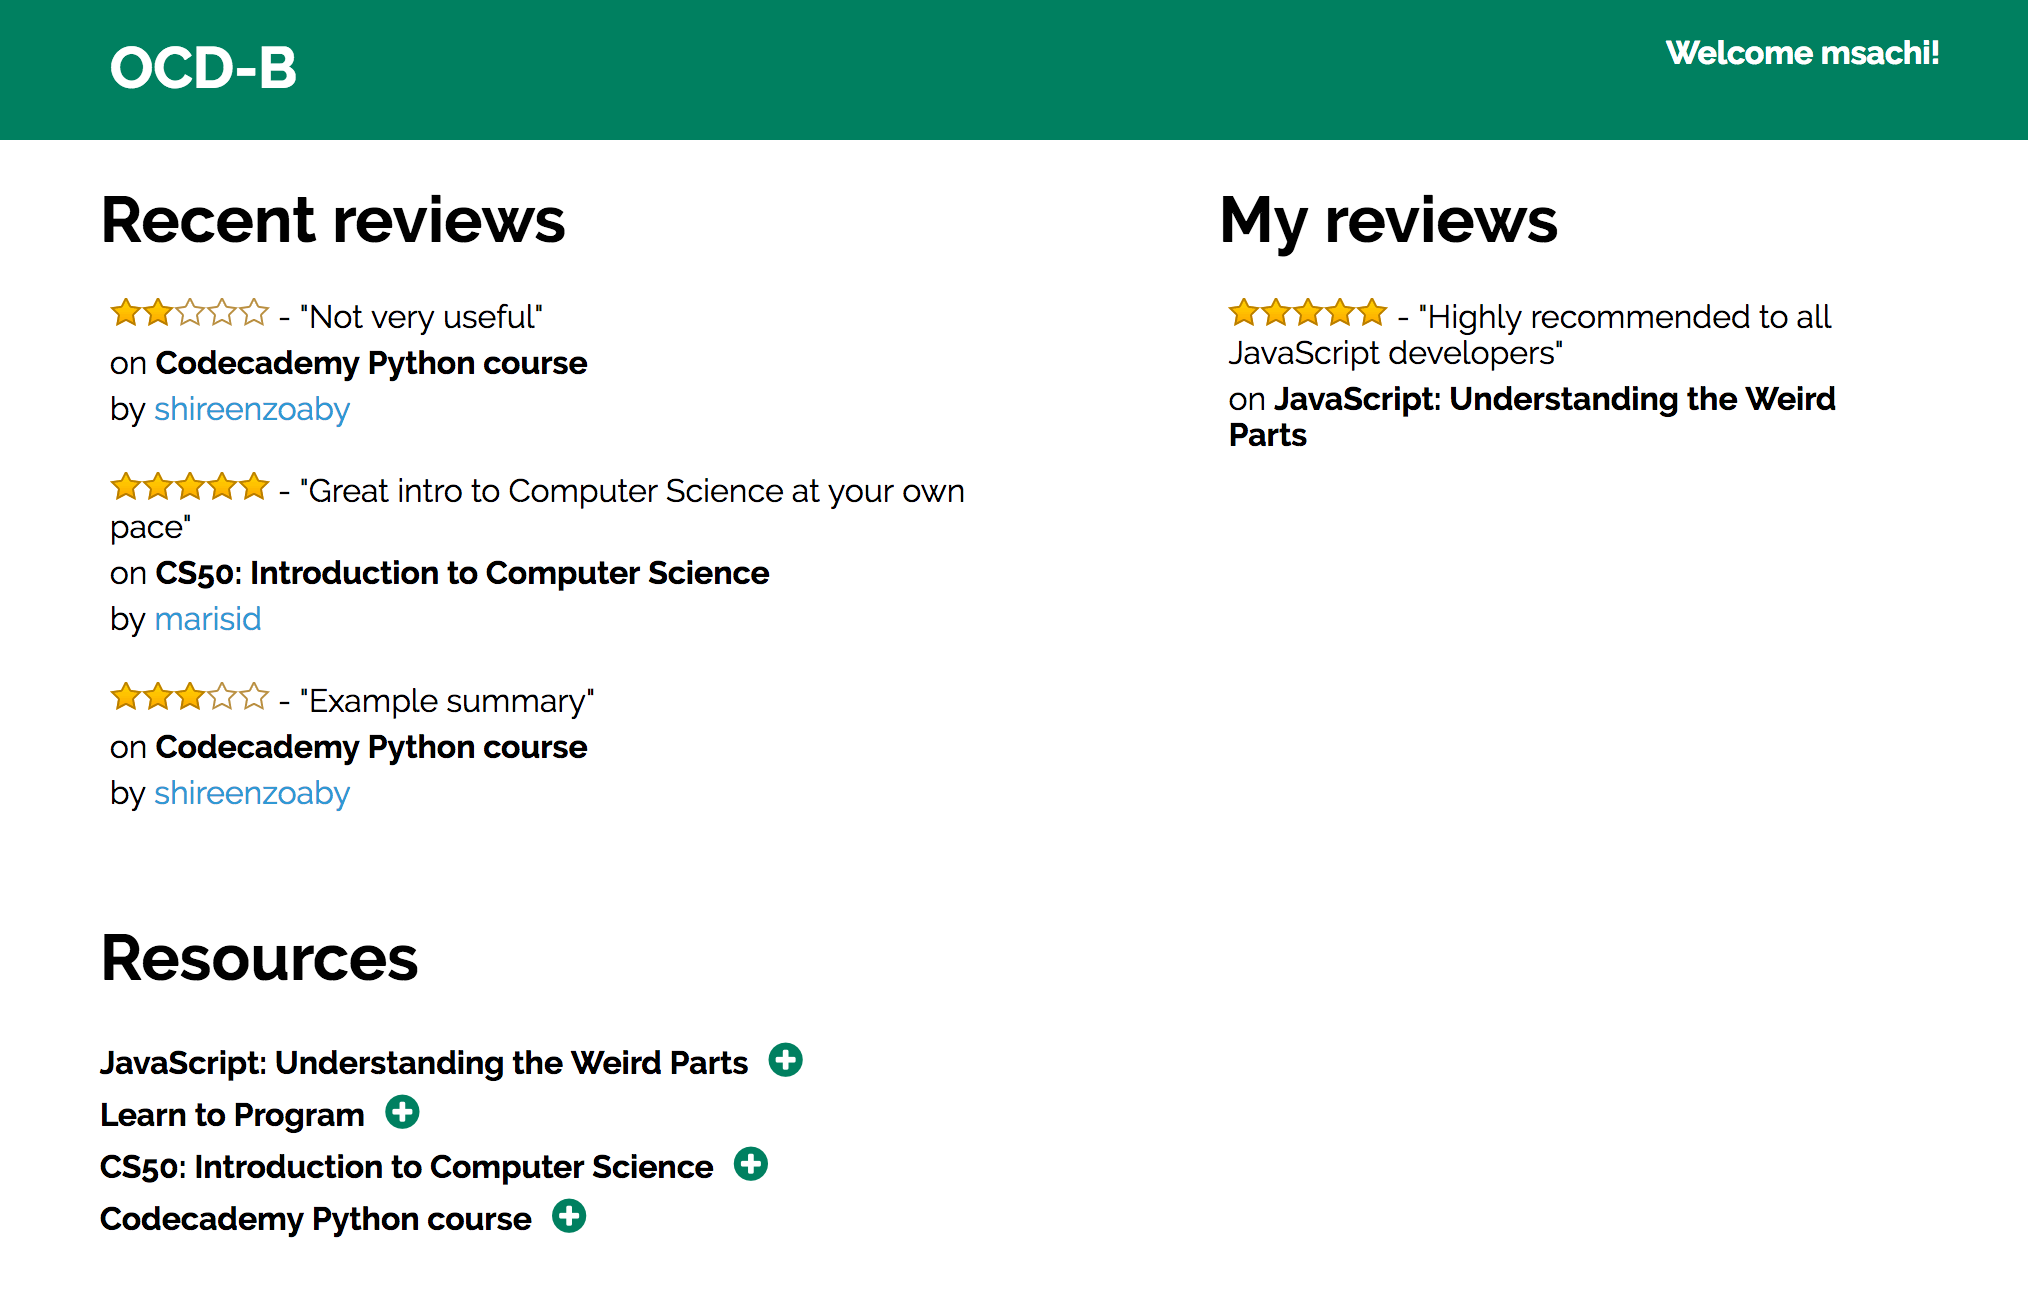 OCD-B
Welcome msachi!
Recent reviews
- "Not very useful"
on Codecademy Python course
by shireenzoaby
- "Great intro to Computer Science at your own
pace"
on CS50: Introduction to Computer Science
by marisid
- "Example summary"
on Codecademy Python course
by shireenzoaby
My reviews
- "Highly recommended to all
JavaScript developers"
on JavaScript: Understanding the Weird
Parts
Resources
JavaScript: Understanding the Weird Parts
Learn to Program
CS50: Introduction to Computer Science
Codecademy Python course